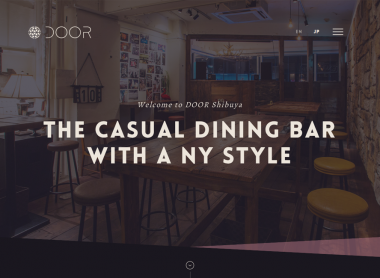 DOOR
EN JP
Welcome to DOOR Shibuya
THE CASUAL DINING BAR
WITH A NY STYLE